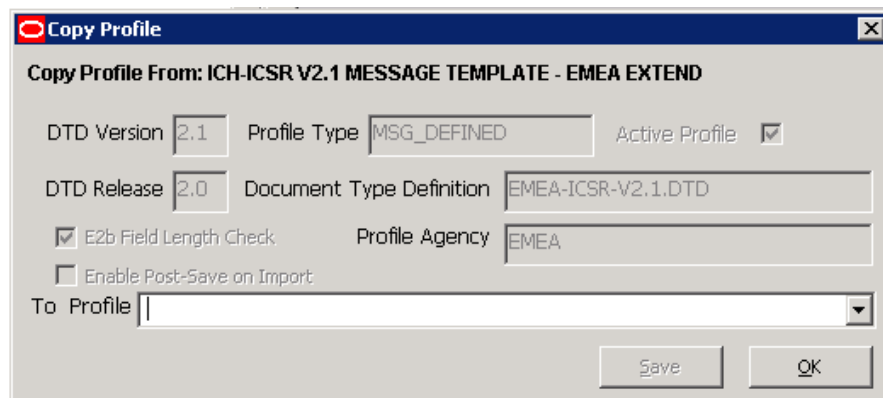 Copy Profile
Copy Profile From: ICH-ICSR V2.1 MESSAGE TEMPLATE - EMEA EXTEND
DTD Version 2.1 Profile Type MSG_DEFINED Active Profile
DTD Release 2.0 Document Type Definition EMEA-ICSR-V2.1.DTD
E2b Field Length Check Profile Agency EMEA
Enable Post-Save on Import
To Profile
Save OK